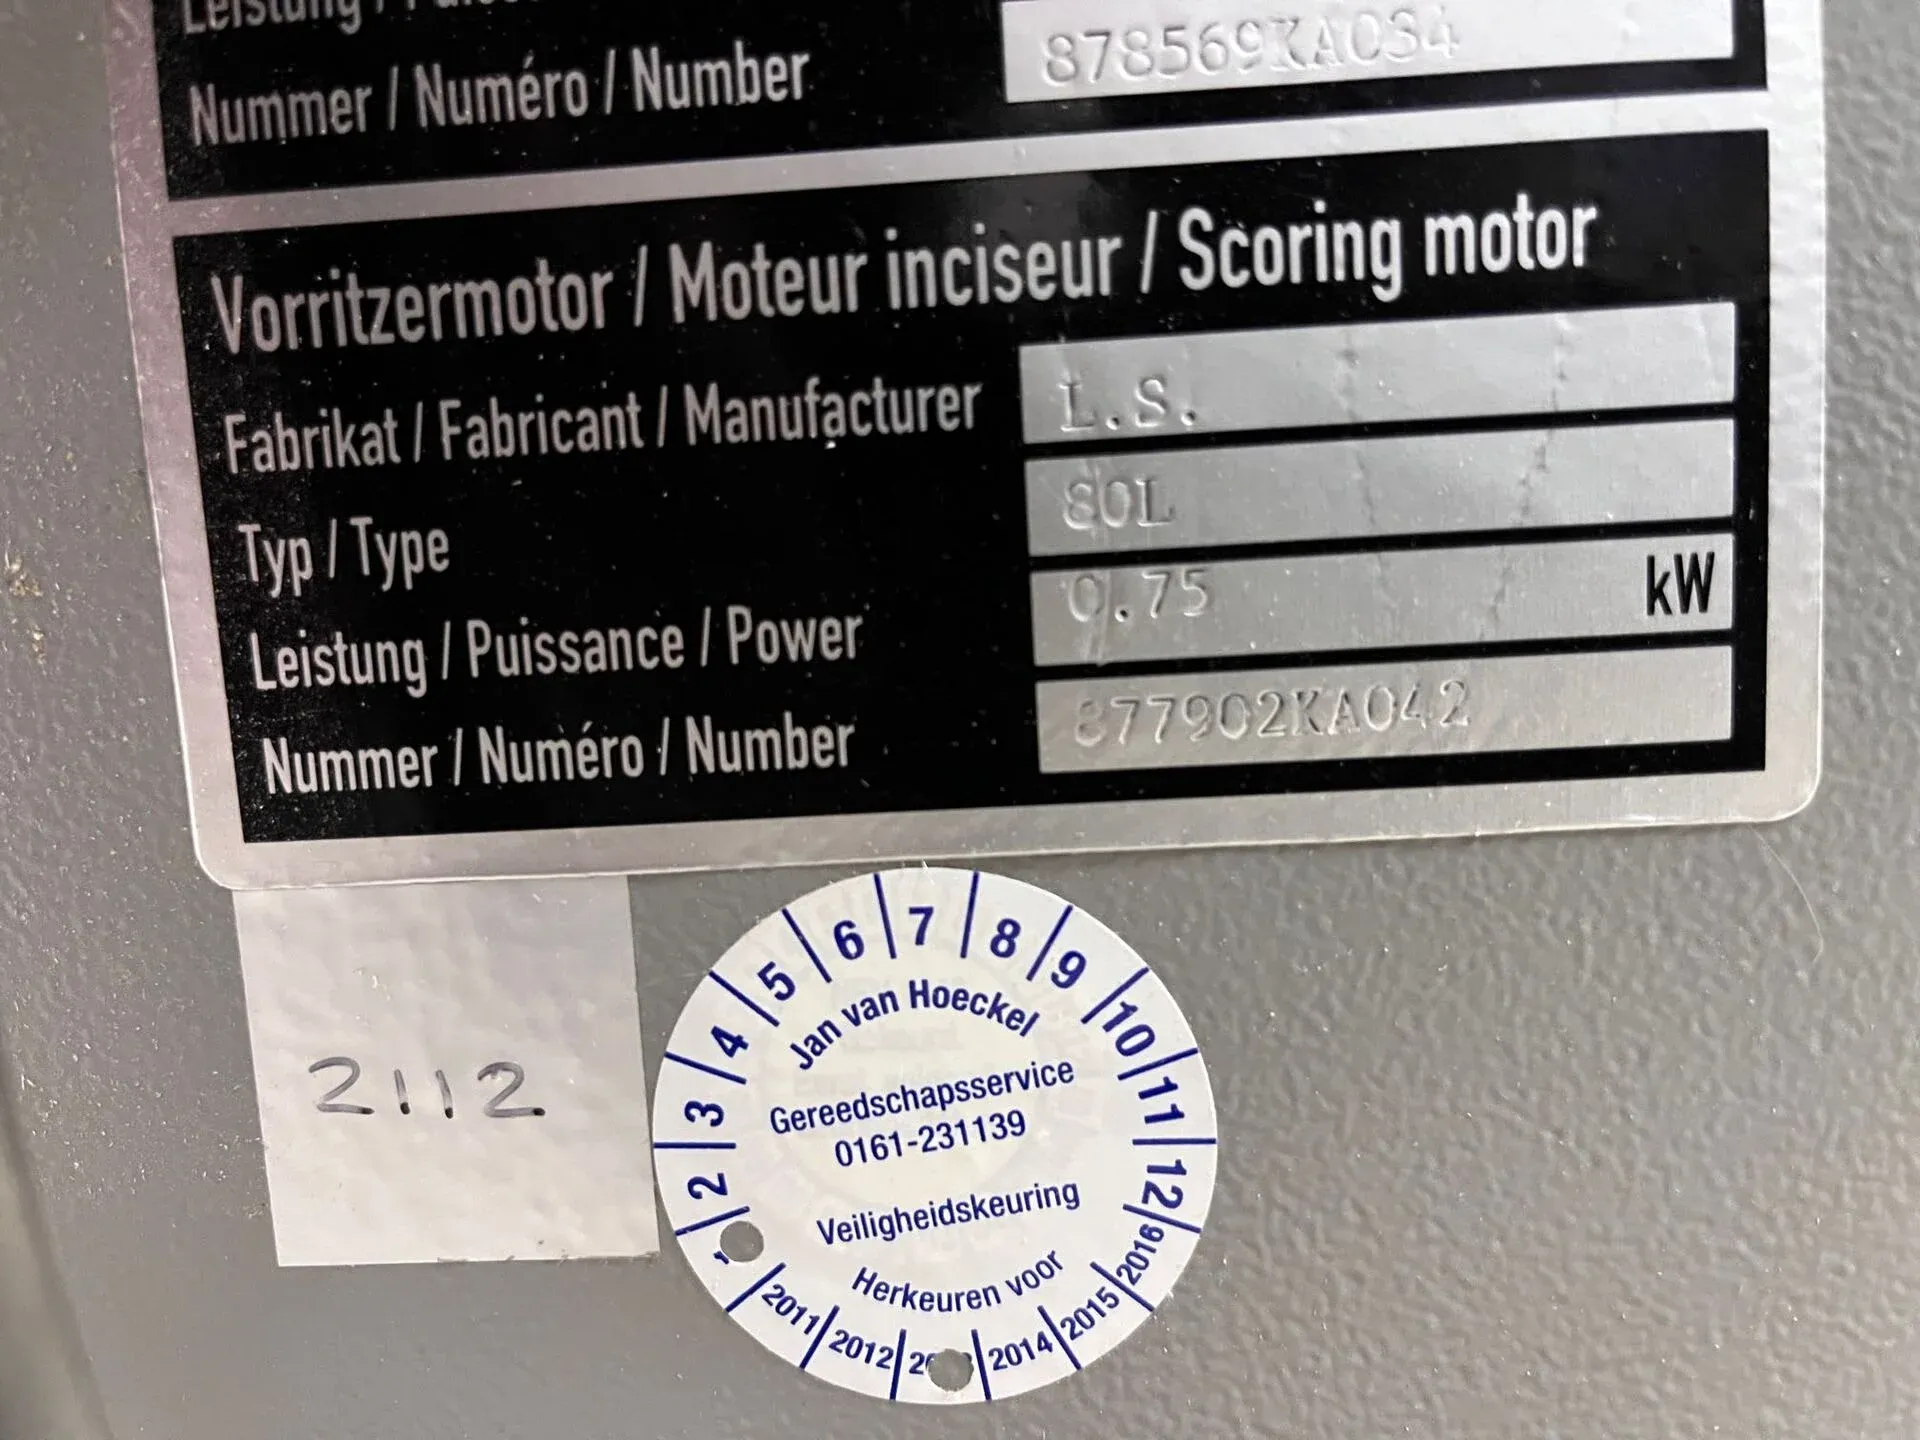 Leistung /
Nummer / Numéro / Number 878569KA034
Vorritzermotor / Moteur inciseur / Scoring motor
Fabrikat / Fabricant / Manufacturer L.S.
Typ / Type 80L
Leistung / Puissance / Power 0.75 kW
Nummer / Numéro / Number 877902KA042
2112
1 2 3 4 5 6 7 8 9 10 11 12
Jan van Hoeckel
Gereedschapsservice
0161-231139
Veiligheidskeuring
Herkeuren voor
2011 2012 2014 2015 2016